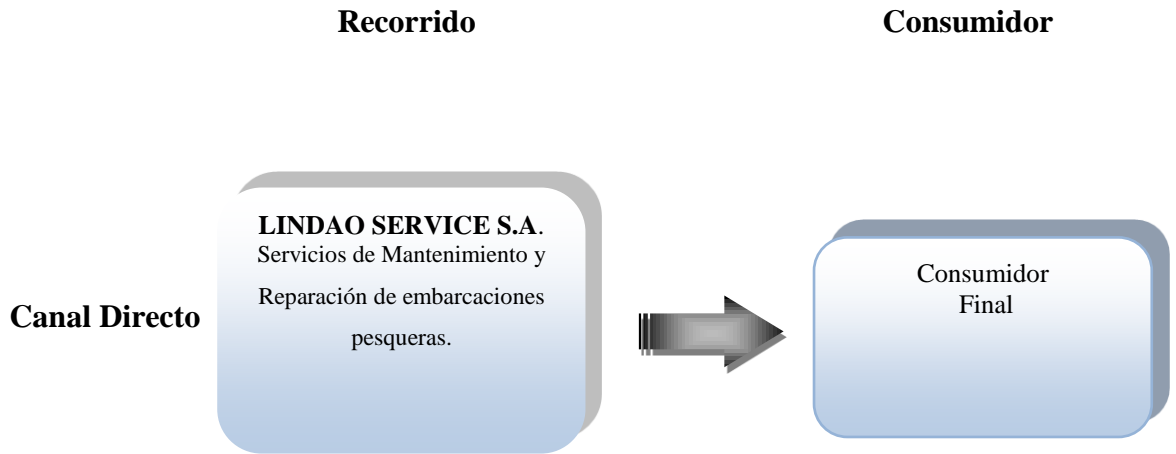 Recorrido
Consumidor
Canal Directo
LINDAO SERVICE S.A.
Servicios de Mantenimiento y
Reparación de embarcaciones
pesqueras.
Consumidor
Final